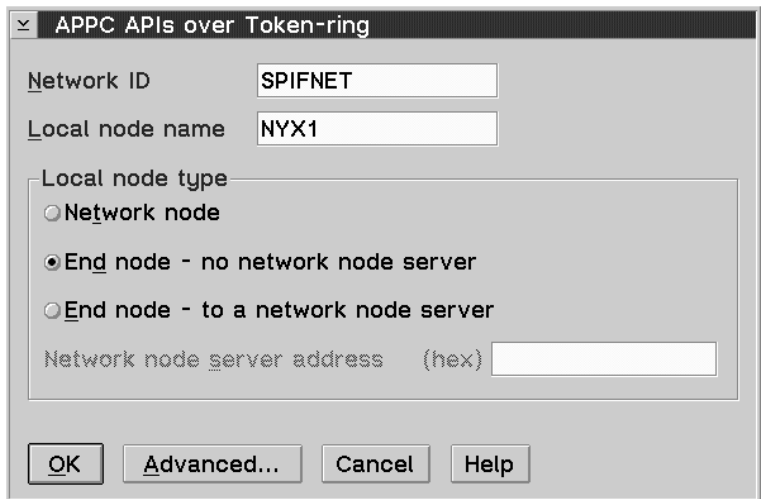 APPC APIs over Token-ring
Network ID SPIFNET
Local node name NYX1
Local node type
Network node
End node - no network node server
End node - to a network node server
Network node server address (hex)
OK Advanced... Cancel Help